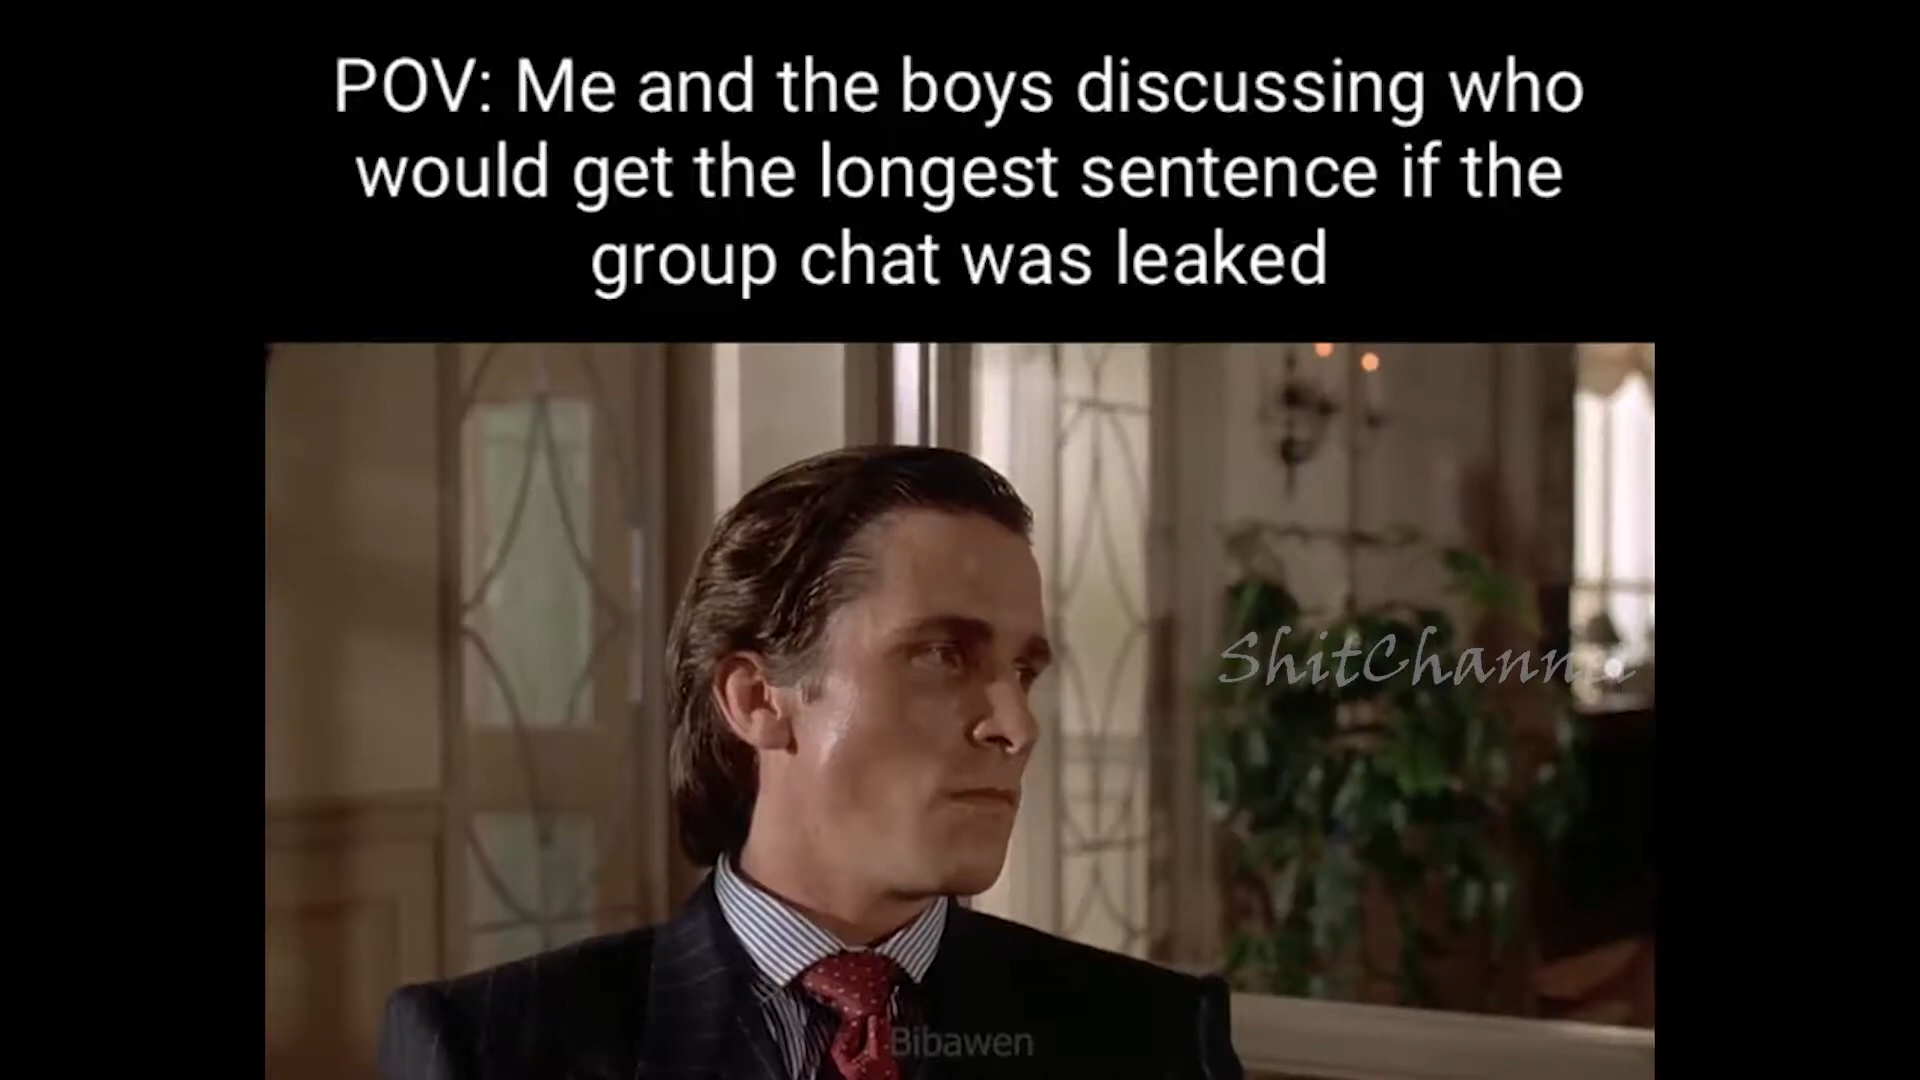 POV: Me and the boys discussing who
would get the longest sentence if the
group chat was leaked
ShitChann
Bibawen